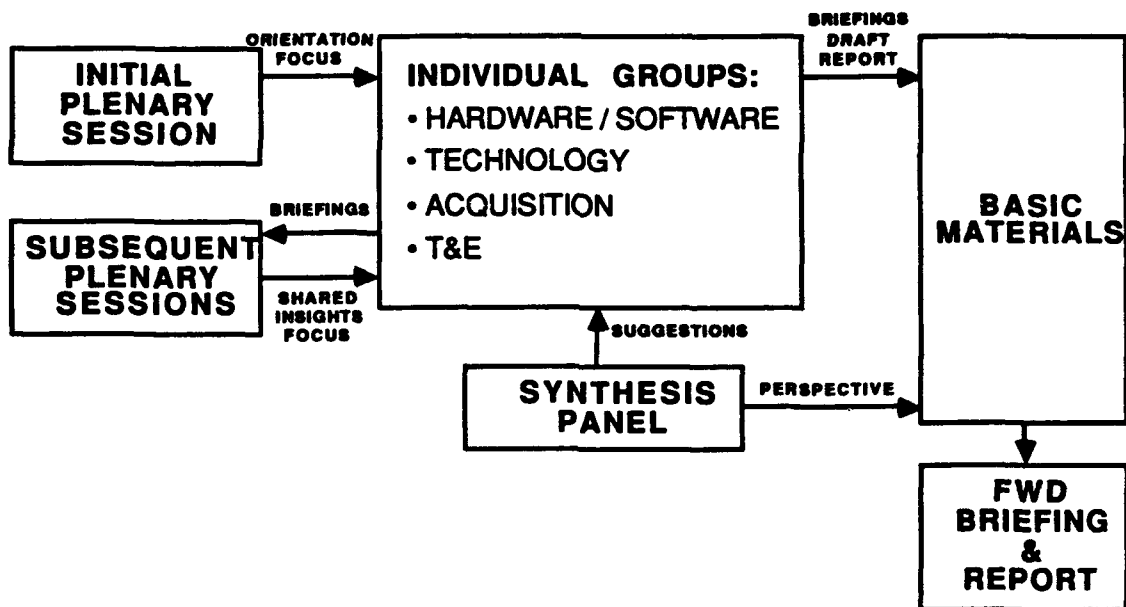 INITIAL
PLENARY
SESSION
ORIENTATION
FOCUS
INDIVIDUAL GROUPS:
• HARDWARE / SOFTWARE
• TECHNOLOGY
• ACQUISITION
• T&E
BRIEFINGS
DRAFT
REPORT
BASIC
MATERIALS
SUBSEQUENT
PLENARY
SESSIONS
BRIEFINGS
SHARED
INSIGHTS
FOCUS
SUGGESTIONS
SYNTHESIS
PANEL
PERSPECTIVE
FWD
BRIEFING
&
REPORT